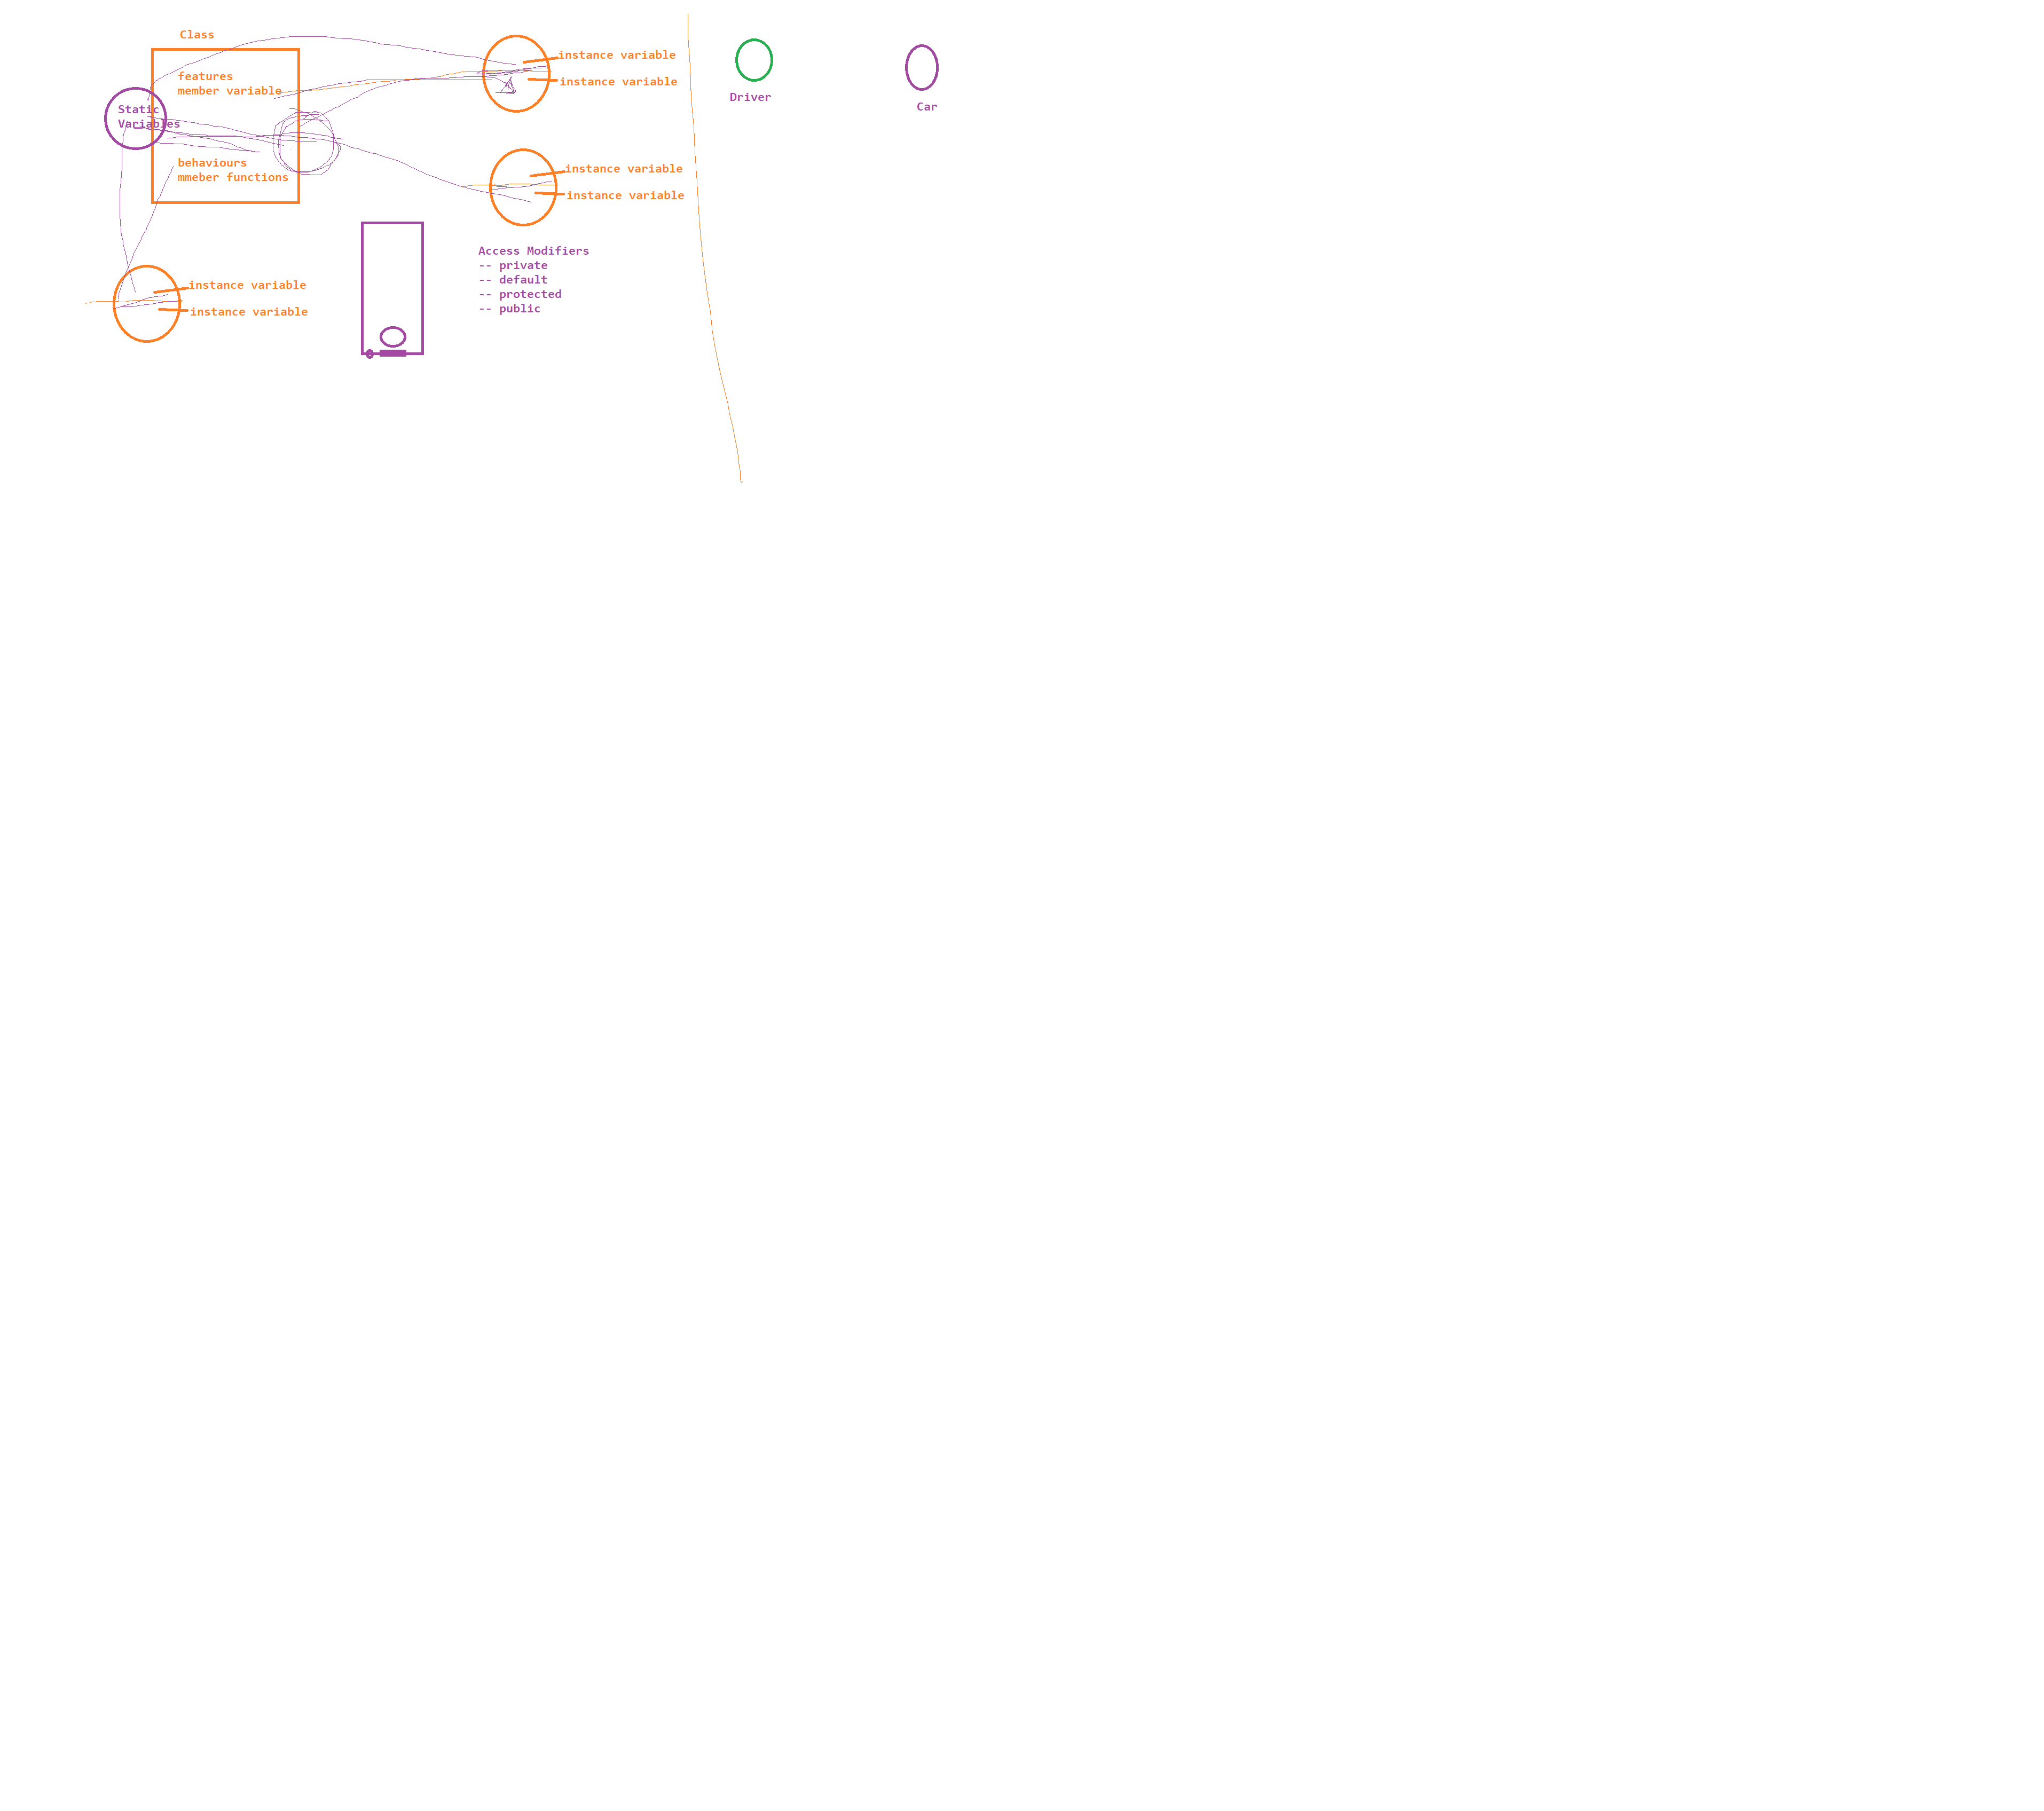 Class
features
member variable
Static
Variables
behaviours
mmeber functions
instance variable
instance variable
instance variable
instance variable
instance variable
instance variable
Access Modifiers
-- private
-- default
-- protected
-- public
Driver
Car